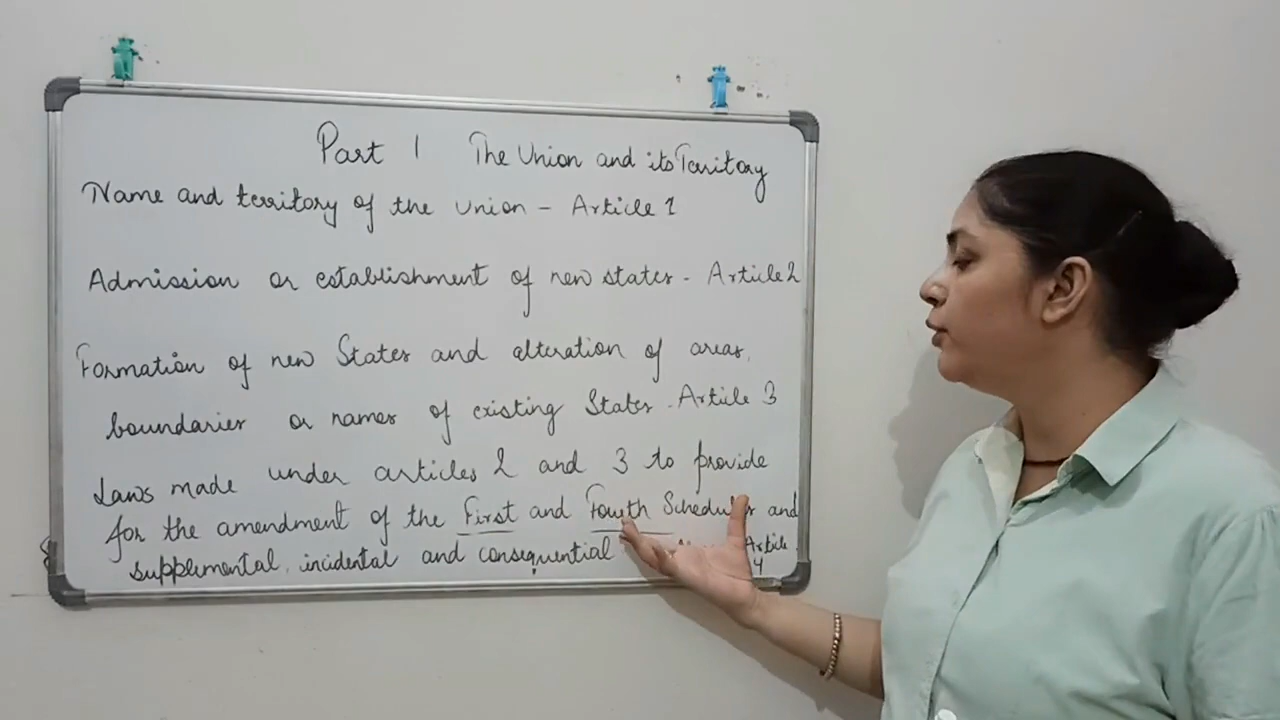 Part 1 The Union and its Territory
Name and territory of the Union - Article 1
Admission or establishment of new states - Article 2
Formation of new States and alteration of areas,
boundaries or names of existing States - Article 3
Laws made under articles 2 and 3 to provide
for the amendment of the First and Fourth Schedules and
supplemental, incidental and consequential Article
4